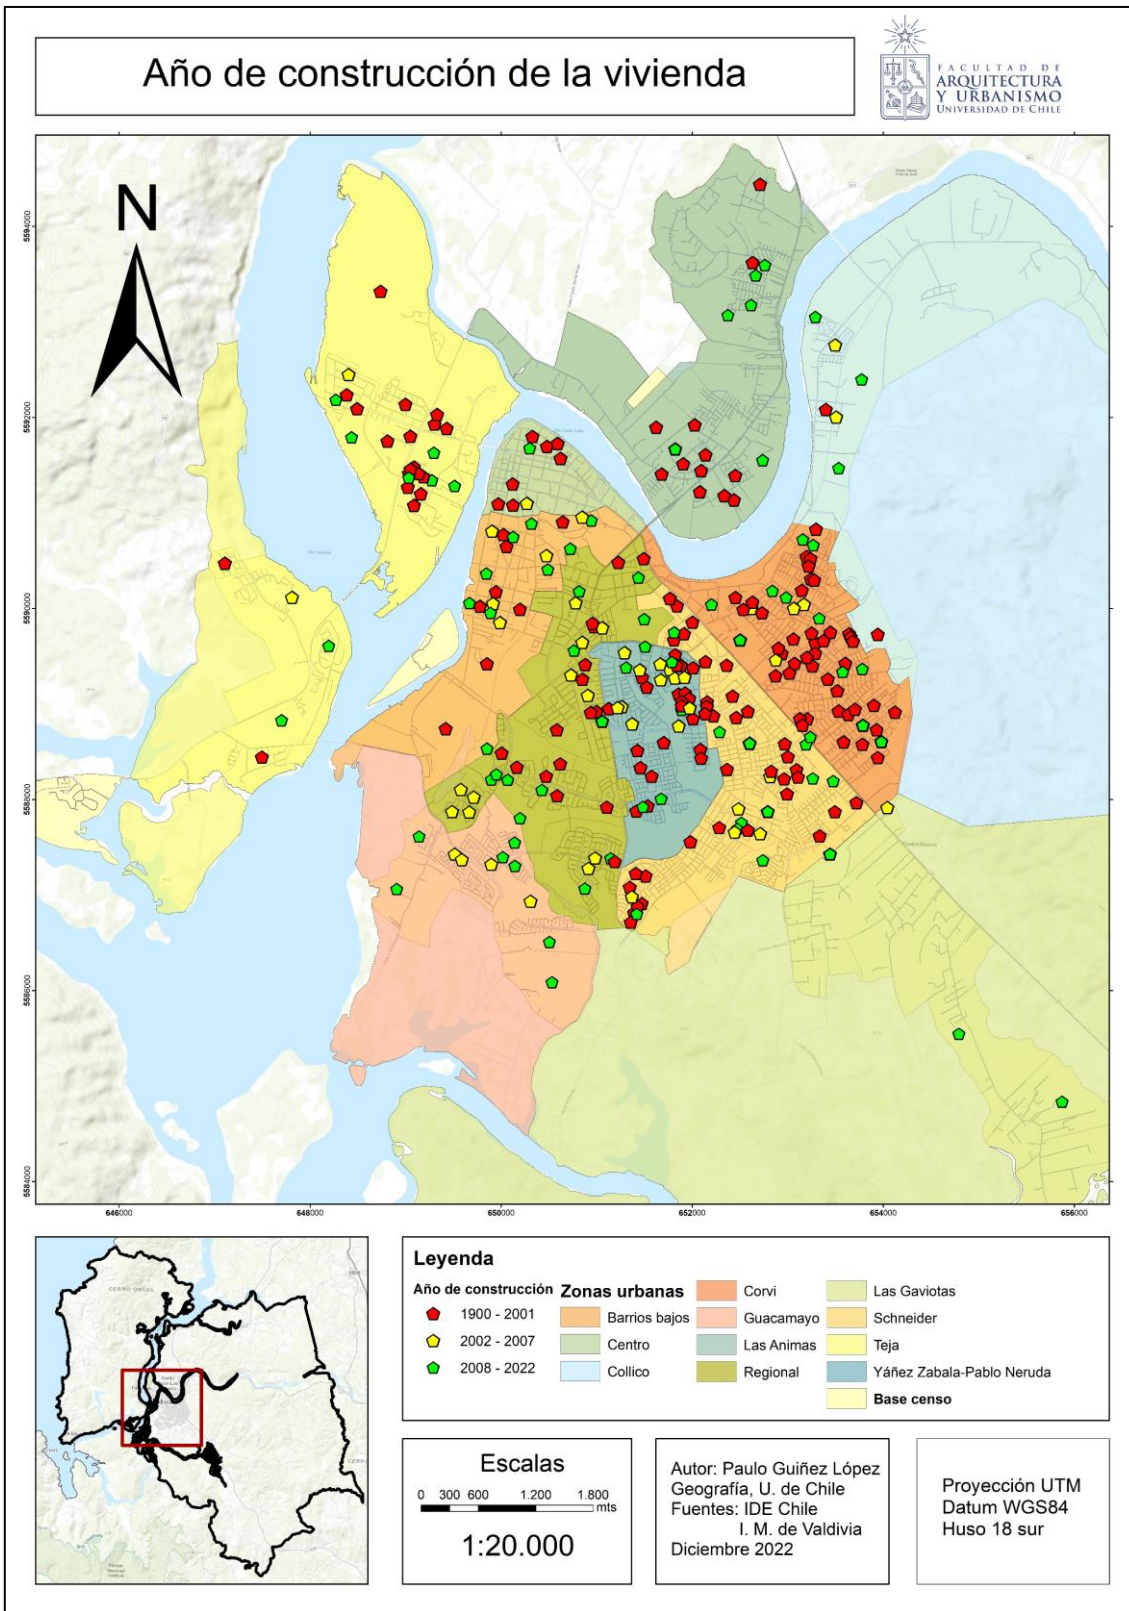 Año de construcción de la vivienda
FACULTAD DE
ARQUITECTURA
Y URBANISMO
UNIVERSIDAD DE CHILE
N
5594000
5592000
5590000
5588000
5586000
5584000
646000
648000
650000
652000
654000
656000
Leyenda
Año de construcción
1900 - 2001
2002 - 2007
2008 - 2022
Zonas urbanas
Barrios bajos
Centro
Collico
Corvi
Guacamayo
Las Animas
Regional
Las Gaviotas
Schneider
Teja
Yáñez Zabala-Pablo Neruda
Base censo
Escalas
0 300 600 1.200 1.800
mts
1:20.000
Autor: Paulo Guiñez López
Geografía, U. de Chile
Fuentes: IDE Chile
I. M. de Valdivia
Diciembre 2022
Proyección UTM
Datum WGS84
Huso 18 sur